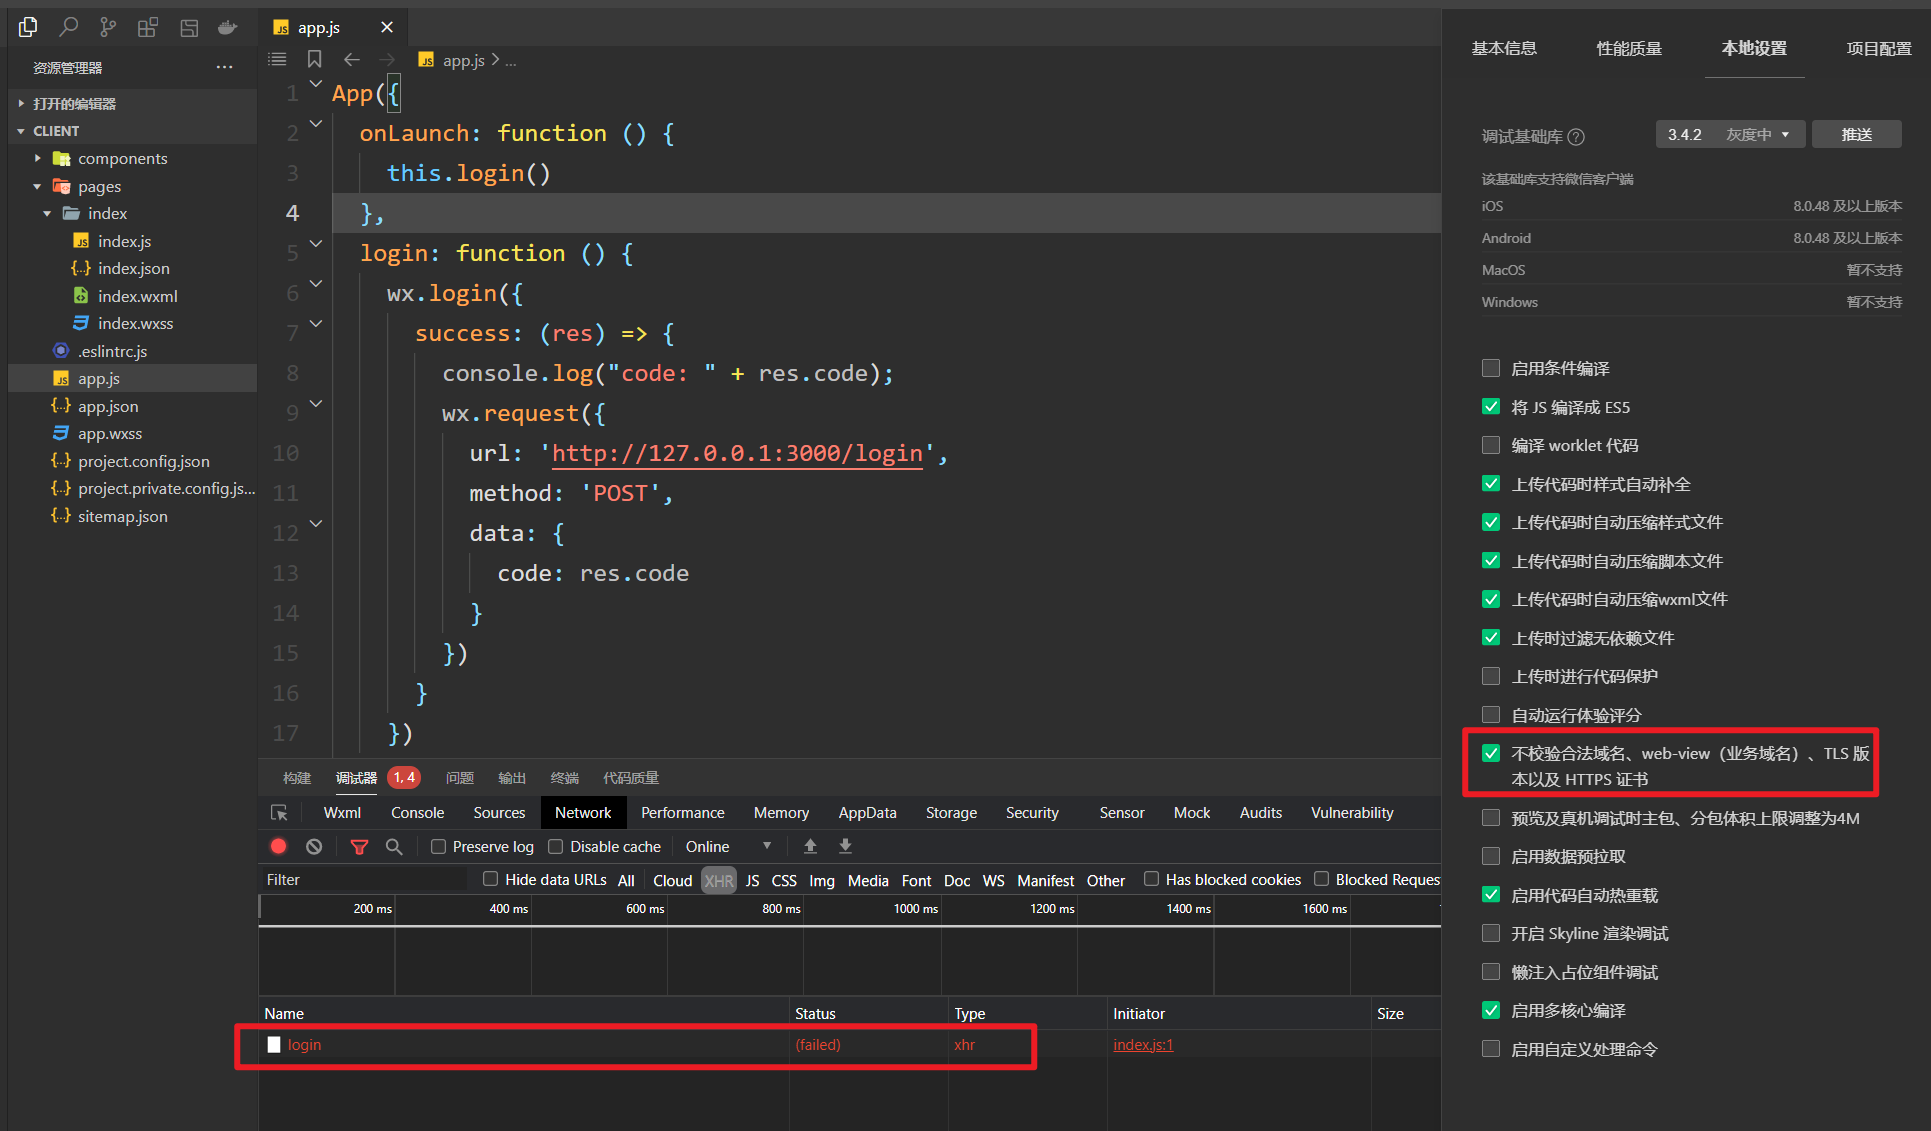 app.js
资源管理器
打开的编辑器
CLIENT
components
pages
index
index.js
index.json
index.wxml
index.wxss
.eslintrc.js
app.js
app.json
app.wxss
project.config.json
project.private.config.js...
sitemap.json
app.js > ...
1 App({
2 onLaunch: function () {
3 this.login()
4 },
5 login: function () {
6 wx.login({
7 success: (res) => {
8 console.log("code: " + res.code);
9 wx.request({
10 url: 'http://127.0.0.1:3000/login',
11 method: 'POST',
12 data: {
13 code: res.code
14 }
15 })
16 }
17 })
构建 调试器 1, 4 问题 输出 终端 代码质量
Wxml Console Sources Network Performance Memory AppData Storage Security Sensor Mock Audits Vulnerability
Preserve log Disable cache Online
Filter Hide data URLs All Cloud XHR JS CSS Img Media Font Doc WS Manifest Other Has blocked cookies Blocked Reques
200 ms 400 ms 600 ms 800 ms 1000 ms 1200 ms 1400 ms 1600 ms
Name Status Type Initiator Size
login (failed) xhr index.js:1
基本信息 性能质量 本地设置 项目配置
调试基础库 ? 3.4.2 灰度中 推送
该基础库支持微信客户端
iOS 8.0.48 及以上版本
Android 8.0.48 及以上版本
MacOS 暂不支持
Windows 暂不支持
启用条件编译
将 JS 编译成 ES5
编译 worklet 代码
上传代码时样式自动补全
上传代码时自动压缩样式文件
上传代码时自动压缩脚本文件
上传代码时自动压缩wxml文件
上传时过滤无依赖文件
上传时进行代码保护
自动运行体验评分
不校验合法域名、web-view（业务域名）、TLS 版
本以及 HTTPS 证书
预览及真机调试时主包、分包体积上限调整为4M
启用数据预拉取
启用代码自动热重载
开启 Skyline 渲染调试
懒注入占位组件调试
启用多核心编译
启用自定义处理命令